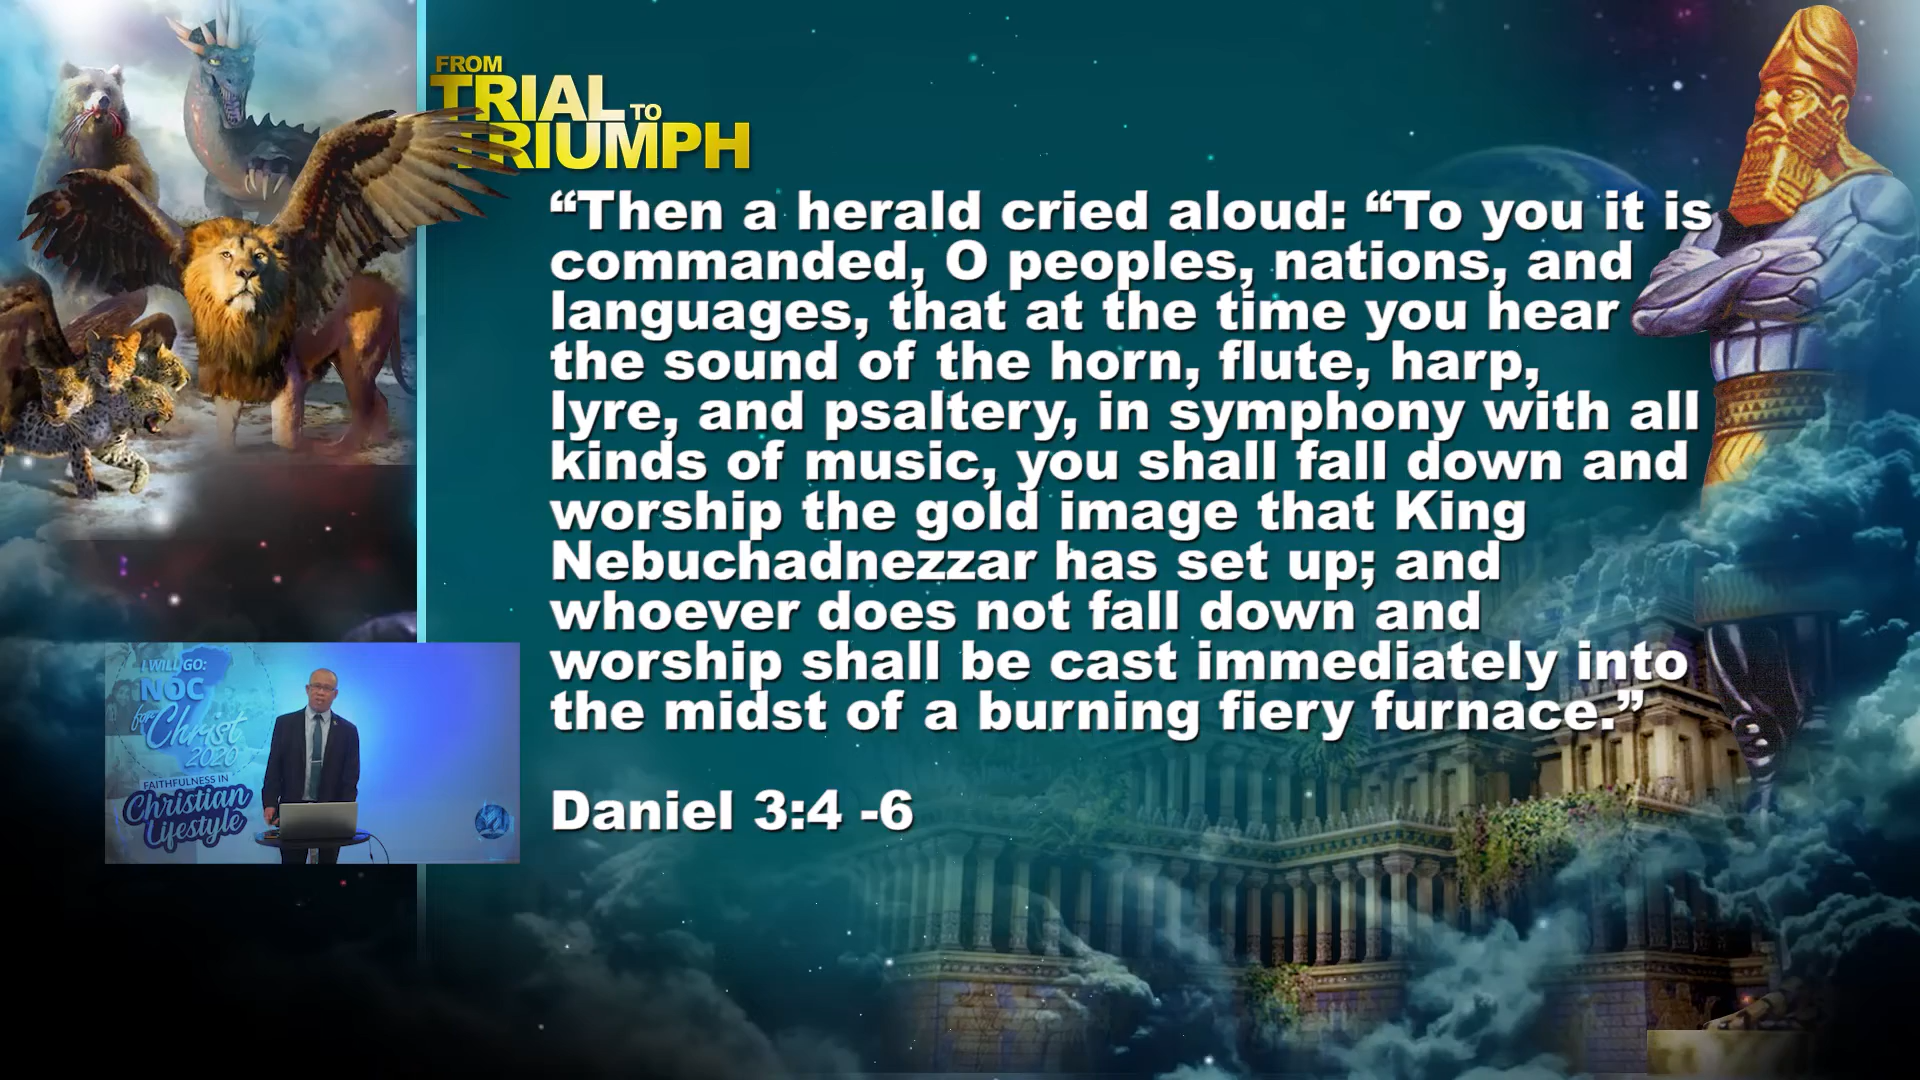 FROM
TRIAL TO
TRIUMPH
“Then a herald cried aloud: “To you it is
commanded, O peoples, nations, and
languages, that at the time you hear
the sound of the horn, flute, harp,
lyre, and psaltery, in symphony with all
kinds of music, you shall fall down and
worship the gold image that King
Nebuchadnezzar has set up; and
whoever does not fall down and
worship shall be cast immediately into
the midst of a burning fiery furnace.”
Daniel 3:4 -6
I WILL GO:
NOC
for Christ
2020
FAITHFULNESS IN
Christian
Lifestyle